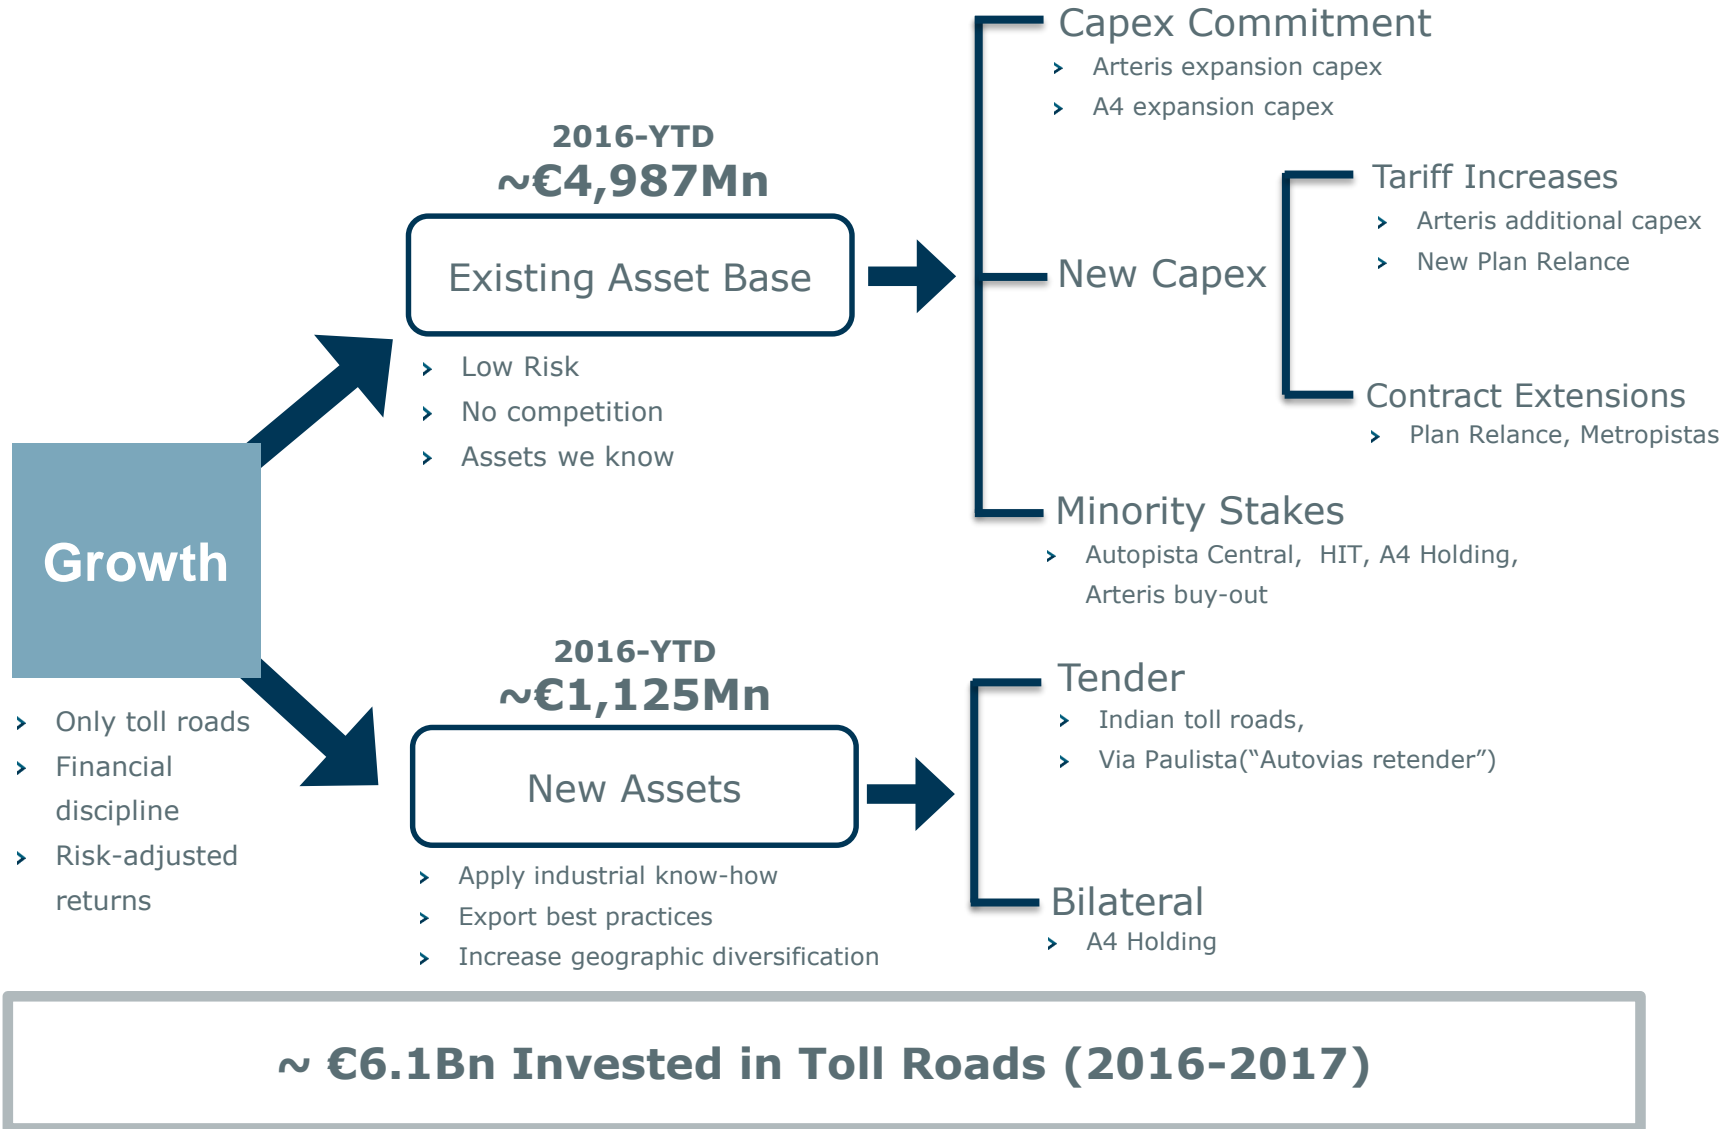 Growth
> Only toll roads
> Financial
discipline
> Risk-adjusted
returns
2016-YTD
~€4,987Mn
Existing Asset Base
> Low Risk
> No competition
> Assets we know
Capex Commitment
> Arteris expansion capex
> A4 expansion capex
New Capex
Tariff Increases
> Arteris additional capex
> New Plan Relance
Contract Extensions
> Plan Relance, Metropistas
Minority Stakes
> Autopista Central, HIT, A4 Holding,
Arteris buy-out
2016-YTD
~€1,125Mn
New Assets
> Apply industrial know-how
> Export best practices
> Increase geographic diversification
Tender
> Indian toll roads,
> Via Paulista(“Autovias retender”)
Bilateral
> A4 Holding
~ €6.1Bn Invested in Toll Roads (2016-2017)